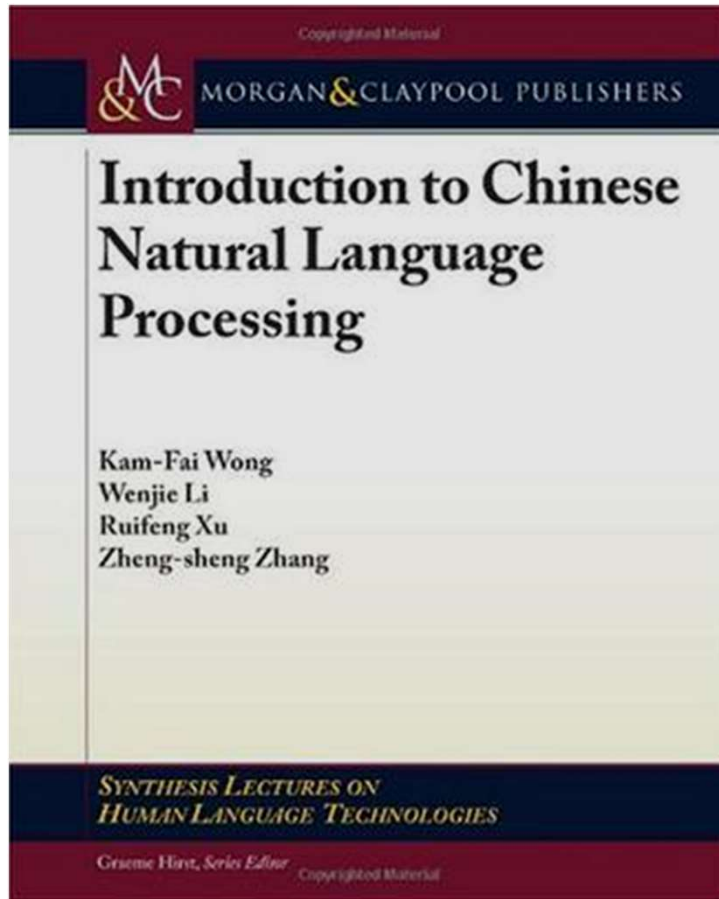 Copyrighted Material
M&C MORGAN&CLAYPOOL PUBLISHERS
Introduction to Chinese
Natural Language
Processing
Kam-Fai Wong
Wenjie Li
Ruifeng Xu
Zheng-sheng Zhang
SYNTHESIS LECTURES ON
HUMAN LANGUAGE TECHNOLOGIES
Graeme Hirst, Series Editor
Copyrighted Material